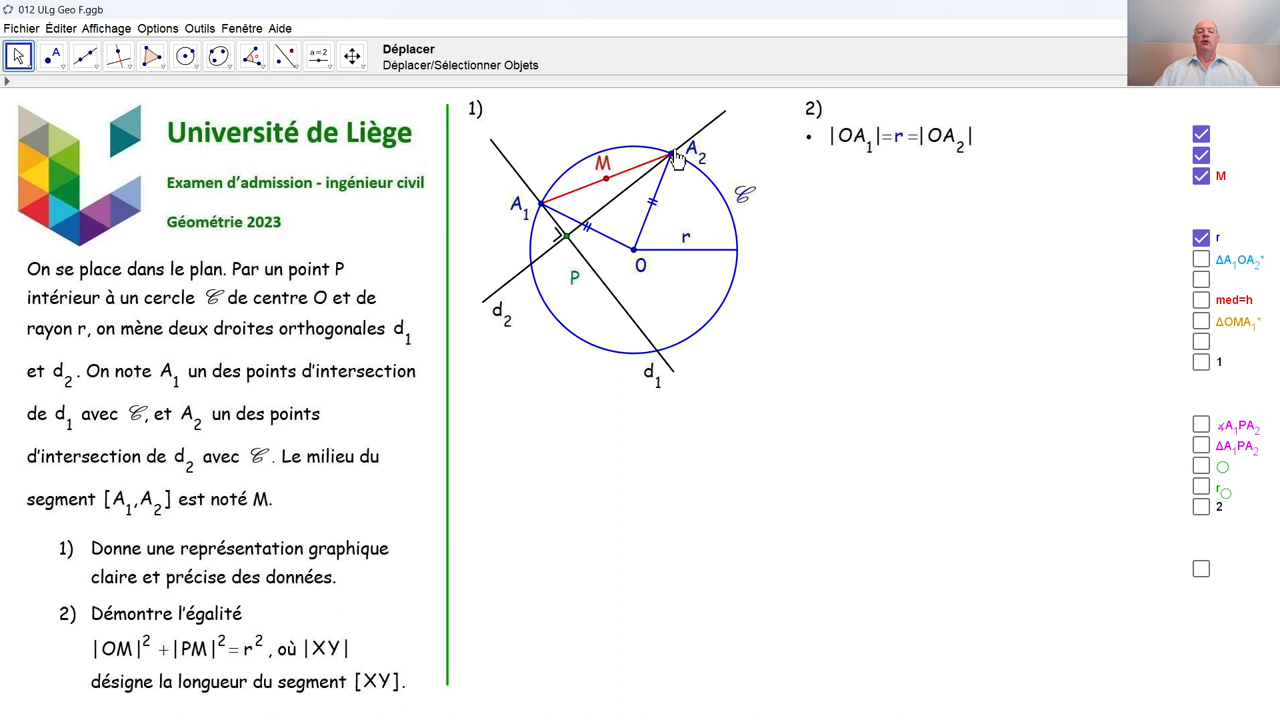 012 ULg Geo F.ggb
Fichier Éditer Affichage Options Outils Fenêtre Aide
A
a=2
Déplacer
Déplacer/Sélectionner Objets
Université de Liège
Examen d’admission - ingénieur civil
Géométrie 2023
On se place dans le plan. Par un point P
intérieur à un cercle 𝒞 de centre O et de
rayon r, on mène deux droites orthogonales d₁
et d₂. On note A₁ un des points d’intersection
de d₁ avec 𝒞, et A₂ un des points
d’intersection de d₂ avec 𝒞. Le milieu du
segment [A₁,A₂] est noté M.
1) Donne une représentation graphique
claire et précise des données.
2) Démontre l’égalité
|OM|² +|PM|² = r², où |XY|
désigne la longueur du segment [XY].
1)
A₂
M
𝒞
A₁
r
O
P
d₂
d₁
2)
• |OA₁|=r=|OA₂|
M
r
ΔA₁OA₂*
med=h
ΔOMA₁*
1
∡A₁PA₂
ΔA₁PA₂
r○
2